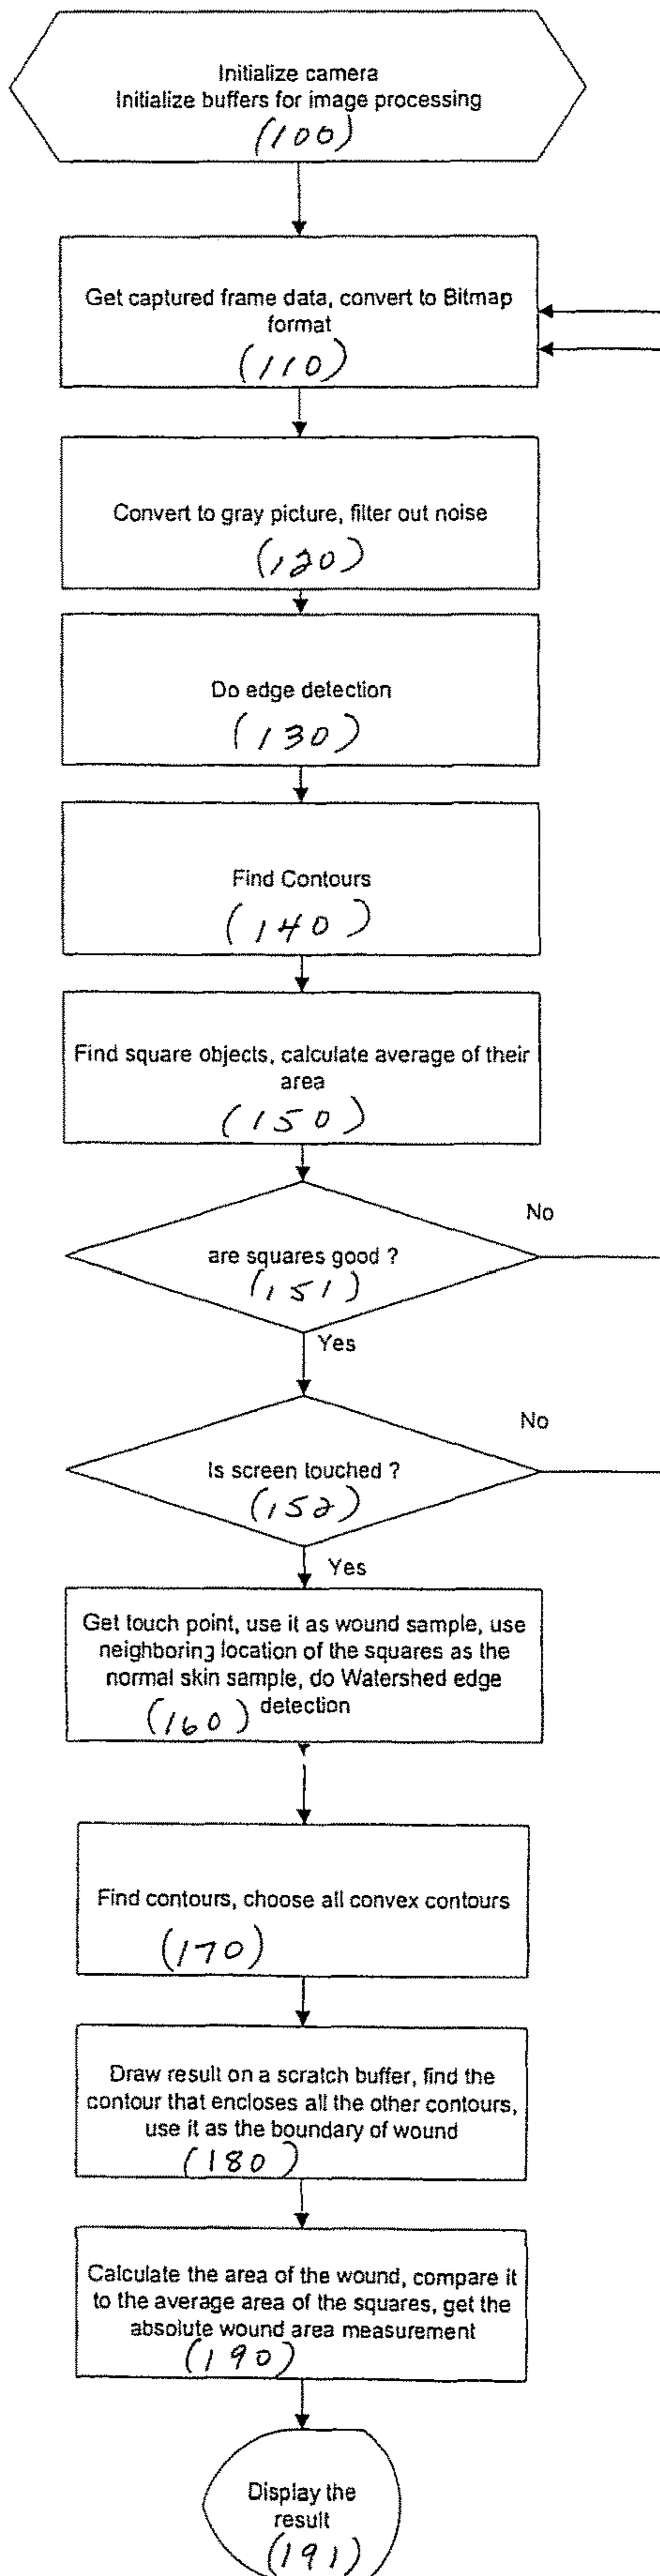 Initialize camera
Initialize buffers for image processing
(100)
Get captured frame data, convert to Bitmap
format
(110)
Convert to gray picture, filter out noise
(120)
Do edge detection
(130)
Find Contours
(140)
Find square objects, calculate average of their
area
(150)
No
are squares good ?
(151)
Yes
No
Is screen touched ?
(152)
Yes
Get touch point, use it as wound sample, use
neighboring location of the squares as the
normal skin sample, do Watershed edge
(160) detection
Find contours, choose all convex contours
(170)
Draw result on a scratch buffer, find the
contour that encloses all the other contours,
use it as the boundary of wound
(180)
Calculate the area of the wound, compare it
to the average area of the squares, get the
absolute wound area measurement
(190)
Display the
result
(191)